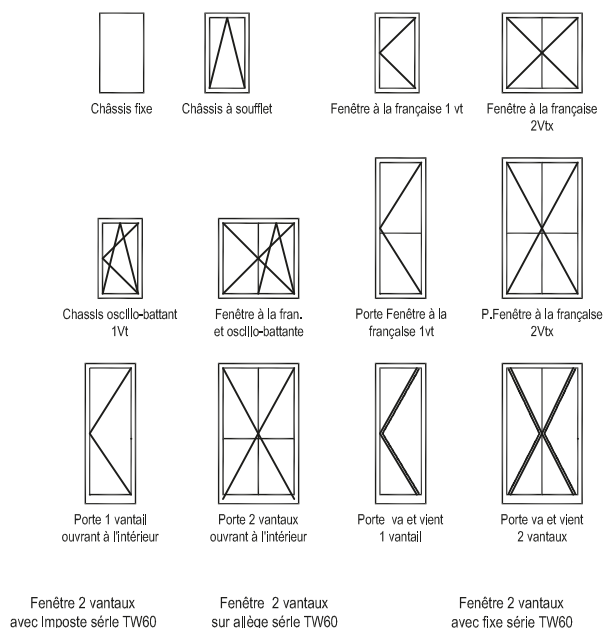 Châssis fixe
Châssis à soufflet
Fenêtre à la française 1 vt
Fenêtre à la française
2Vtx
Chassis oscillo-battant
1Vt
Fenêtre à la fran.
et oscillo-battante
Porte Fenêtre à la
française 1vt
P.Fenêtre à la française
2Vtx
Porte 1 vantail
ouvrant à l'intérieur
Porte 2 vantaux
ouvrant à l'intérieur
Porte va et vient
1 vantail
Porte va et vient
2 vantaux
Fenêtre 2 vantaux
avec Imposte série TW60
Fenêtre 2 vantaux
sur allège série TW60
Fenêtre 2 vantaux
avec fixe série TW60